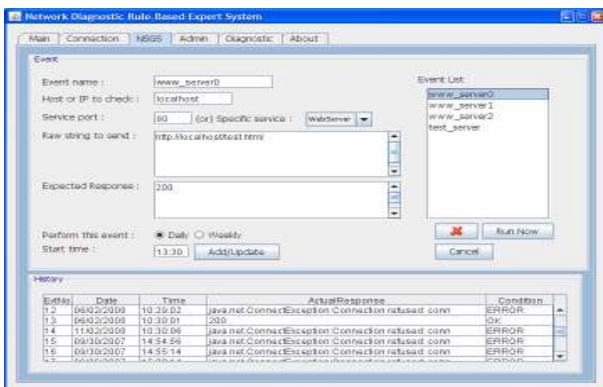 Network Diagnostic Rule-Based Expert System
Main Connection NSGS Admin Diagnostic About
Event
Event name : www_server0
Host or IP to check : localhost
Service port : 80 (or) Specific service : WebServer
Raw string to send : http://localhost/test.html
Expected Response : 200
Perform this event : Daily Weekly
Start time : 13:30 Add/Update
Event List
www_server0
www_server1
www_server2
test_server
Run Now
Cancel
History
EvtNo Date Time ActualResponse Condition
12 06/02/2008 10:29:02 java.net.ConnectException:Connection refused: conn ERROR
13 06/02/2008 10:30:01 200 OK
14 11/02/2008 10:30:06 java.net.ConnectException:Connection refused: conn ERROR
15 09/30/2007 14:54:56 java.net.ConnectException:Connection refused: conn ERROR
16 09/30/2007 14:55:14 java.net.ConnectException:Connection refused: conn ERROR